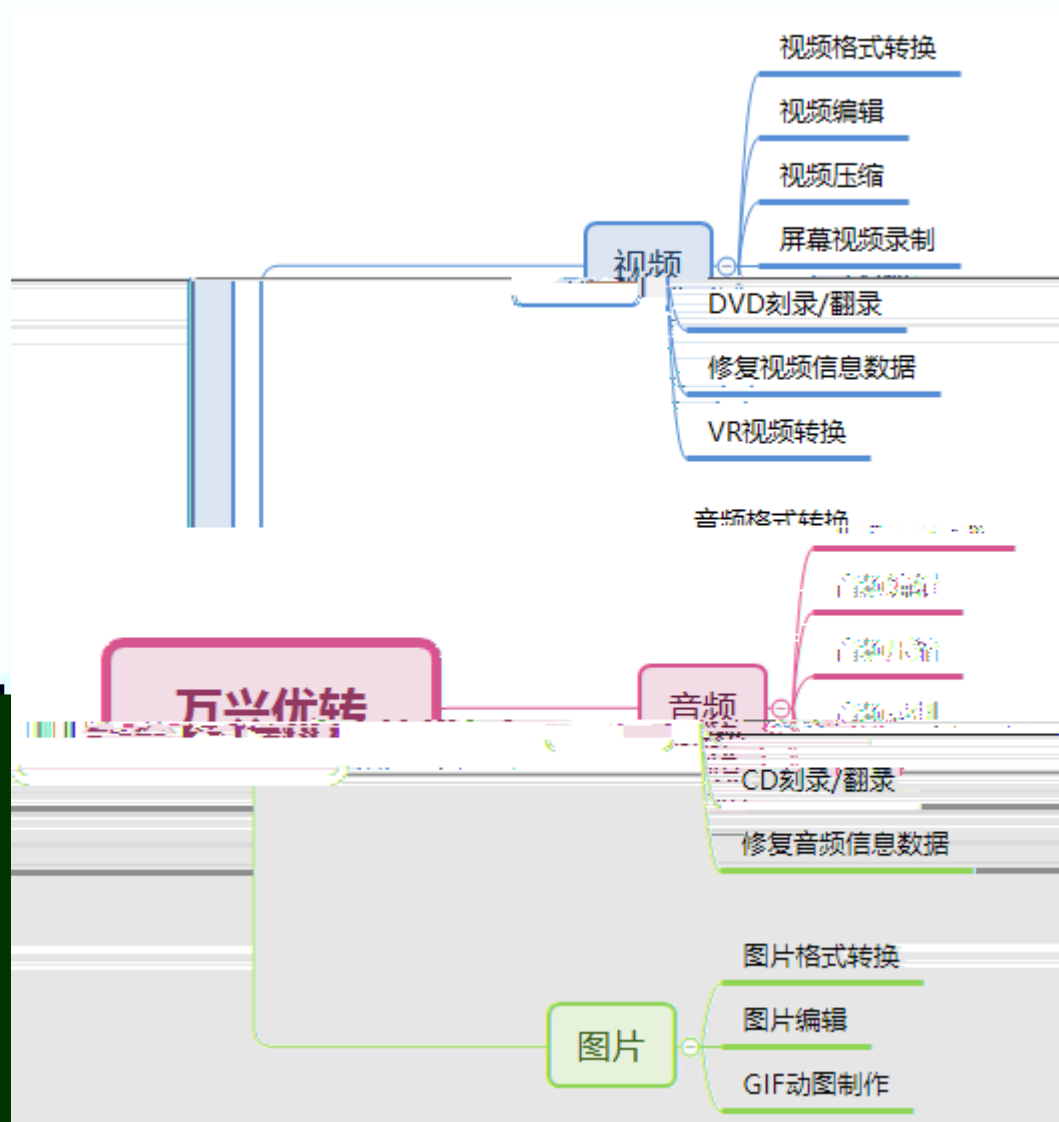 视频格式转换
视频编辑
视频压缩
视频
屏幕视频录制
DVD刻录/翻录
修复视频信息数据
VR视频转换
音频格式转换
万兴优转
音频
CD刻录/翻录
修复音频信息数据
图片格式转换
图片
图片编辑
GIF动图制作